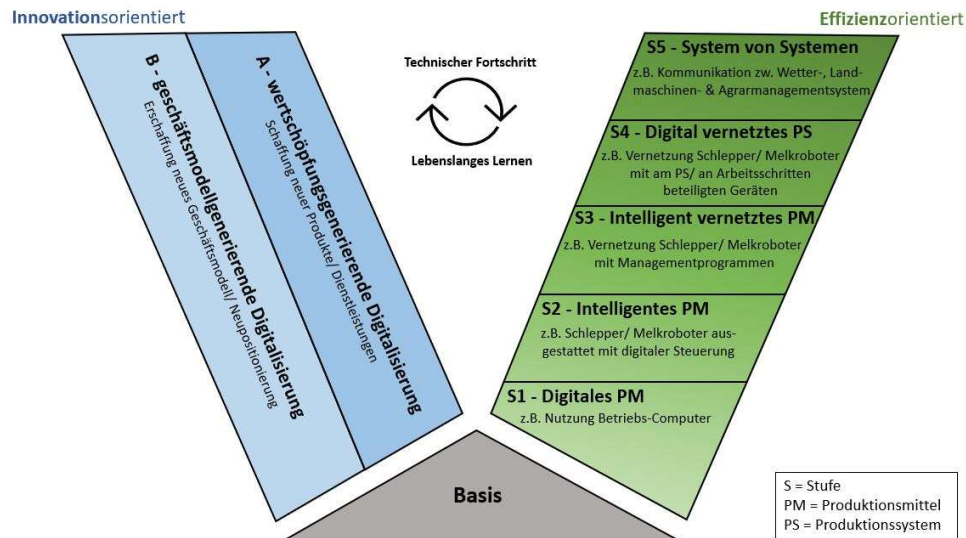 Innovationsorientiert
B - geschäftsmodellgenerierende Digitalisierung
Erschaffung neues Geschäftsmodell/ Neupositionierung
A - wertschöpfungsgenerierende Digitalisierung
Schaffung neuer Produkte/ Dienstleistungen
Technischer Fortschritt
Lebenslanges Lernen
Effizienzorientiert
S5 - System von Systemen
z.B. Kommunikation zw. Wetter-, Land-
maschinen- & Agrarmanagementsystem
S4 - Digital vernetztes PS
z.B. Vernetzung Schlepper/ Melkroboter
mit am PS/ an Arbeitsschritten
beteiligten Geräten
S3 - Intelligent vernetztes PM
z.B. Vernetzung Schlepper/ Melkroboter
mit Managementprogrammen
S2 - Intelligentes PM
z.B. Schlepper/ Melkroboter aus-
gestattet mit digitaler Steuerung
S1 - Digitales PM
z.B. Nutzung Betriebs-Computer
Basis
S = Stufe
PM = Produktionsmittel
PS = Produktionssystem